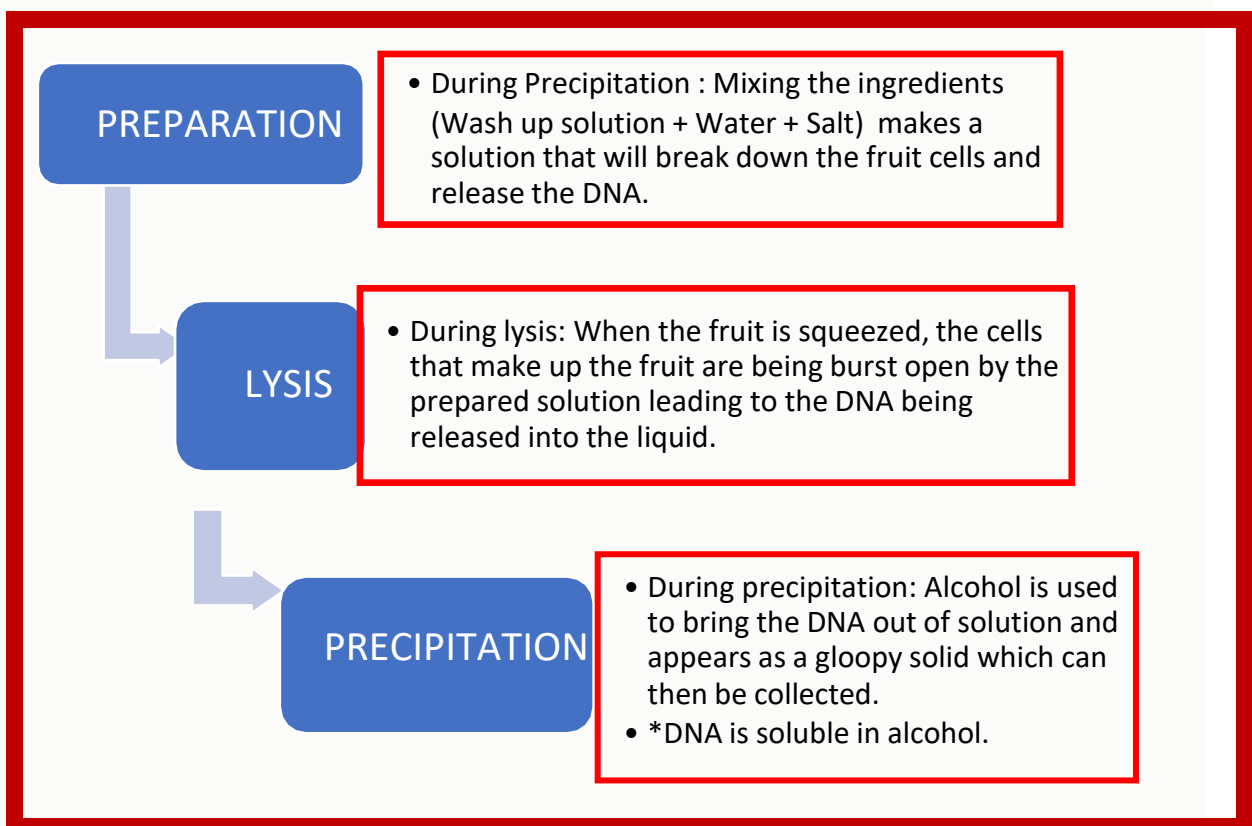 PREPARATION
• During Precipitation : Mixing the ingredients
(Wash up solution + Water + Salt) makes a
solution that will break down the fruit cells and
release the DNA.
LYSIS
• During lysis: When the fruit is squeezed, the cells
that make up the fruit are being burst open by the
prepared solution leading to the DNA being
released into the liquid.
PRECIPITATION
• During precipitation: Alcohol is used
to bring the DNA out of solution and
appears as a gloopy solid which can
then be collected.
• *DNA is soluble in alcohol.